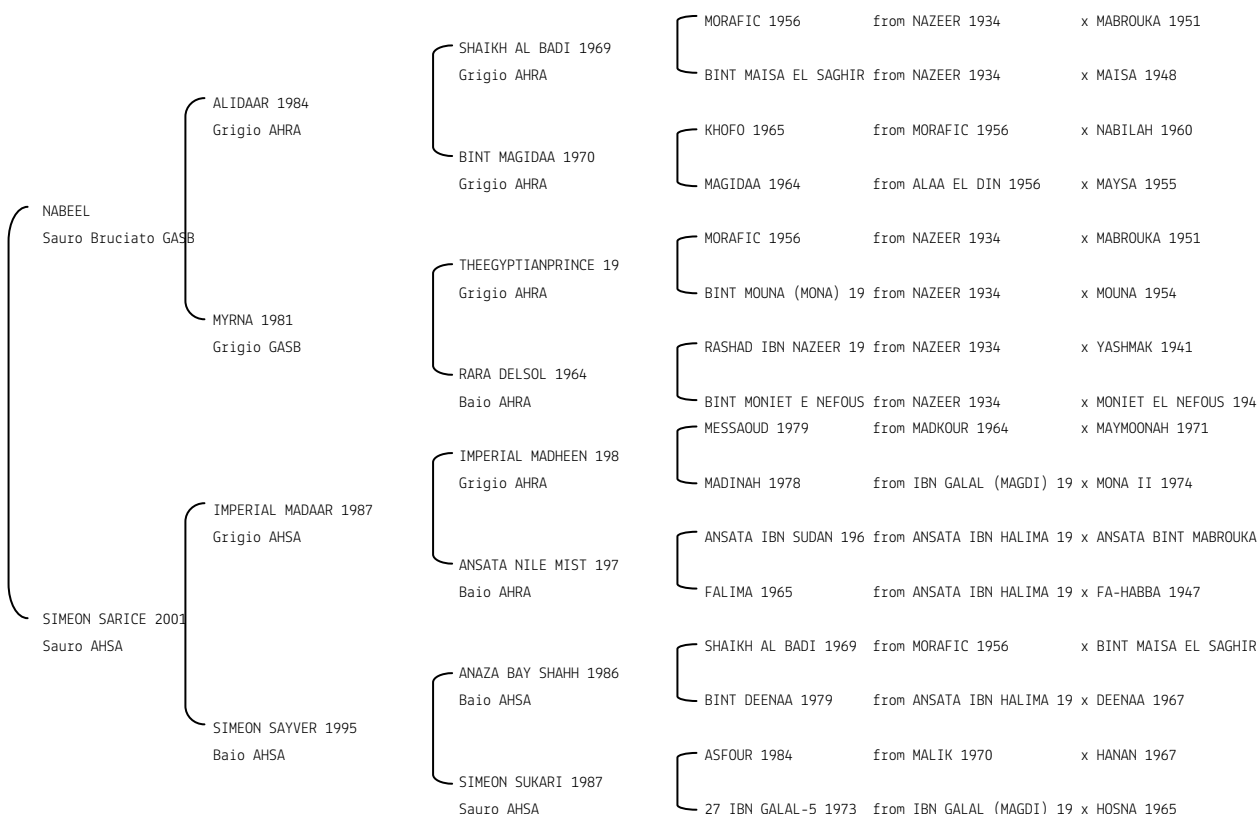 MORAFIC 1956 from NAZEER 1934 x MABROUKA 1951
SHAIKH AL BADI 1969
Grigio AHRA
BINT MAISA EL SAGHIR from NAZEER 1934 x MAISA 1948
ALIDAAR 1984
Grigio AHRA
KHOFO 1965 from MORAFIC 1956 x NABILAH 1960
BINT MAGIDAA 1970
Grigio AHRA
MAGIDAA 1964 from ALAA EL DIN 1956 x MAYSA 1955
NABEEL
Sauro Bruciato GASB
MORAFIC 1956 from NAZEER 1934 x MABROUKA 1951
THEEGYPTIANPRINCE 19
Grigio AHRA
BINT MOUNA (MONA) 19 from NAZEER 1934 x MOUNA 1954
MYRNA 1981
Grigio GASB
RASHAD IBN NAZEER 19 from NAZEER 1934 x YASHMAK 1941
RARA DELSOL 1964
Baio AHRA
BINT MONIET E NEFOUS from NAZEER 1934 x MONIET EL NEFOUS 194
MESSAOUD 1979 from MADKOUR 1964 x MAYMOONAH 1971
IMPERIAL MADHEEN 198
Grigio AHRA
MADINAH 1978 from IBN GALAL (MAGDI) 19 x MONA II 1974
IMPERIAL MADAAR 1987
Grigio AHSA
ANSATA IBN SUDAN 196 from ANSATA IBN HALIMA 19 x ANSATA BINT MABROUKA
ANSATA NILE MIST 197
Baio AHRA
FALIMA 1965 from ANSATA IBN HALIMA 19 x FA-HABBA 1947
SIMEON SARICE 2001
Sauro AHSA
SHAIKH AL BADI 1969 from MORAFIC 1956 x BINT MAISA EL SAGHIR
ANAZA BAY SHAHH 1986
Baio AHSA
BINT DEENAA 1979 from ANSATA IBN HALIMA 19 x DEENAA 1967
SIMEON SAYVER 1995
Baio AHSA
ASFOUR 1984 from MALIK 1970 x HANAN 1967
SIMEON SUKARI 1987
Sauro AHSA
27 IBN GALAL-5 1973 from IBN GALAL (MAGDI) 19 x HOSNA 1965